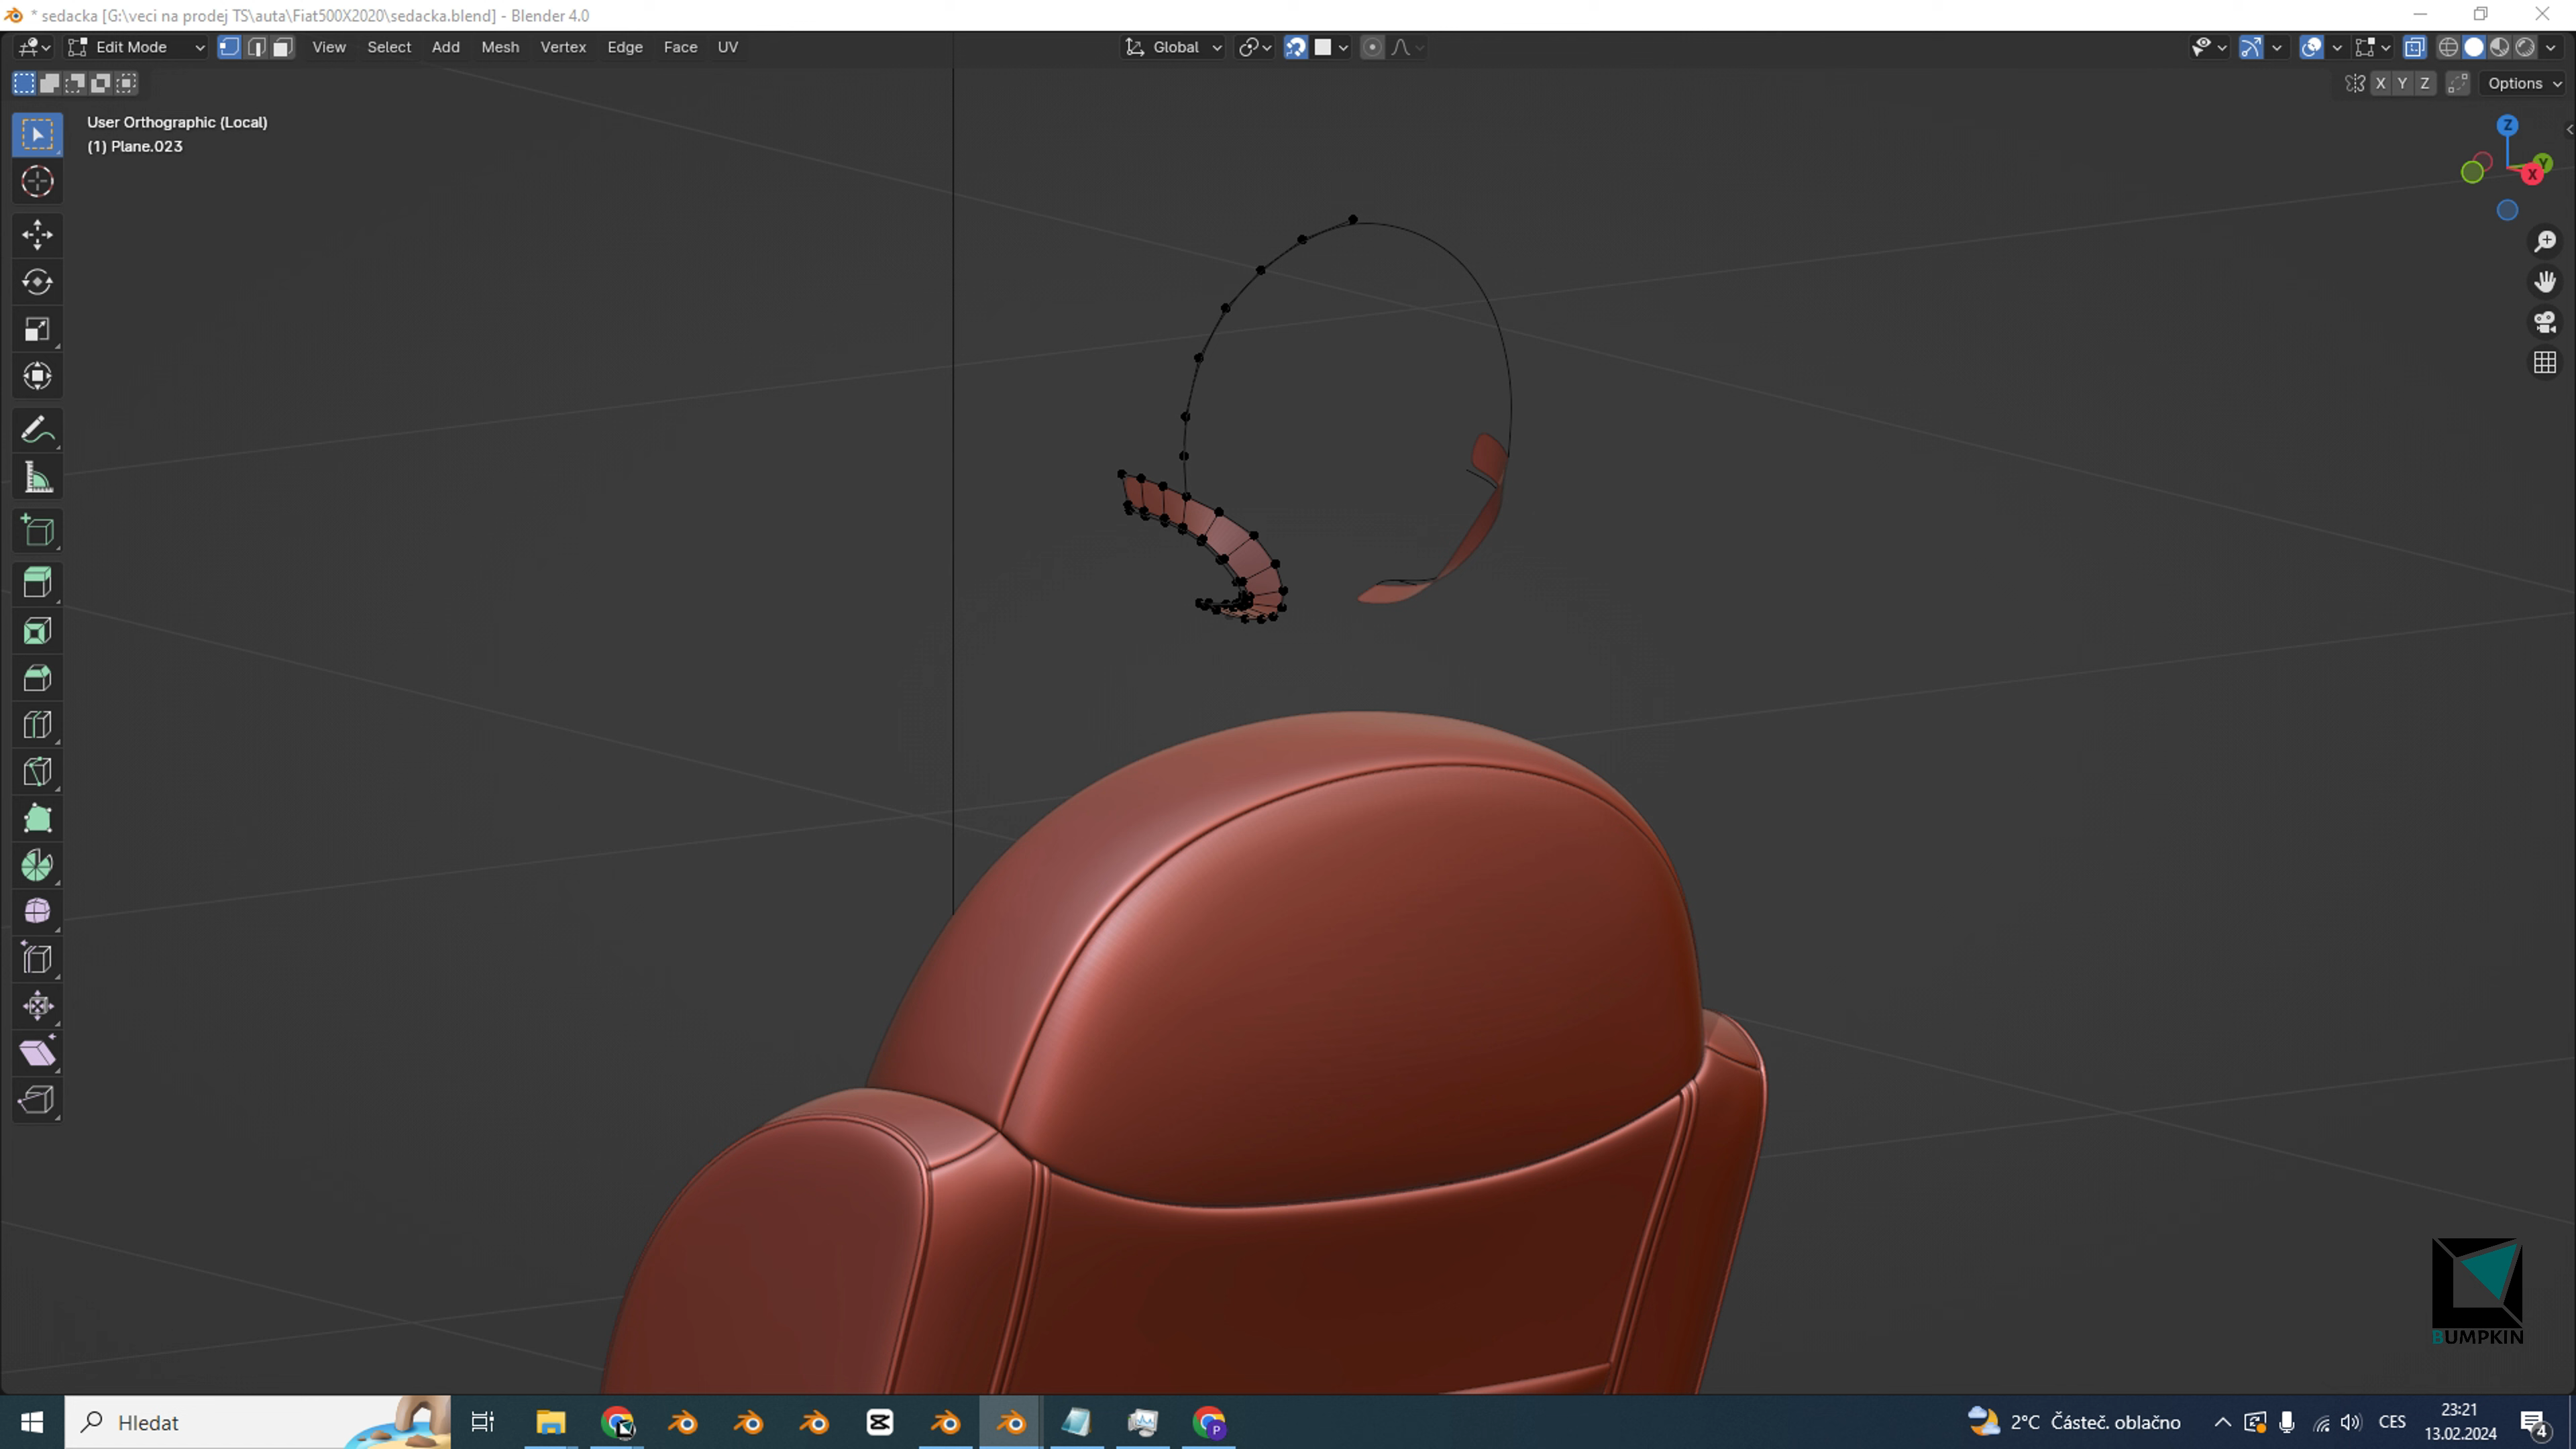 * sedacka [G:\veci na prodej TS\auta\Fiat500X2020\sedacka.blend] - Blender 4.0
Edit Mode View Select Add Mesh Vertex Edge Face UV Global
X Y Z Options
User Orthographic (Local)
(1) Plane.023
Z
Y
X
BUMPKIN
Hledat
P
2°C Částeč. oblačno
CES
23:21
13.02.2024
4